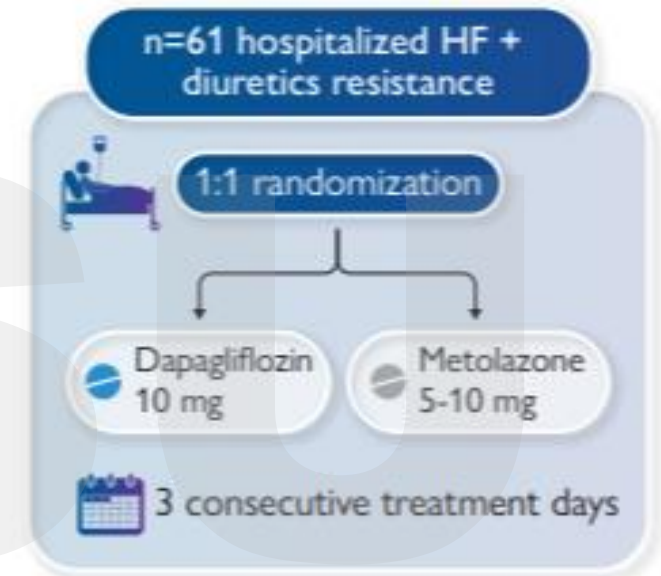 n=61 hospitalized HF +
diuretics resistance
1:1 randomization
Dapagliflozin
10 mg
Metolazone
5-10 mg
3 consecutive treatment days